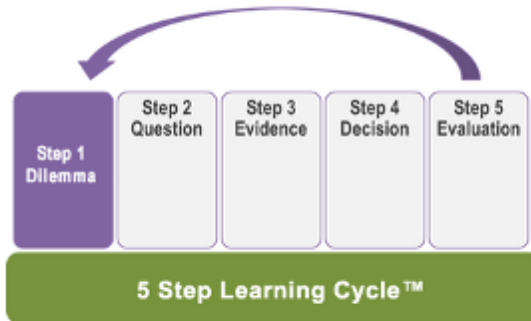 Step 1
Dilemma
Step 2
Question
Step 3
Evidence
Step 4
Decision
Step 5
Evaluation
5 Step Learning Cycle™